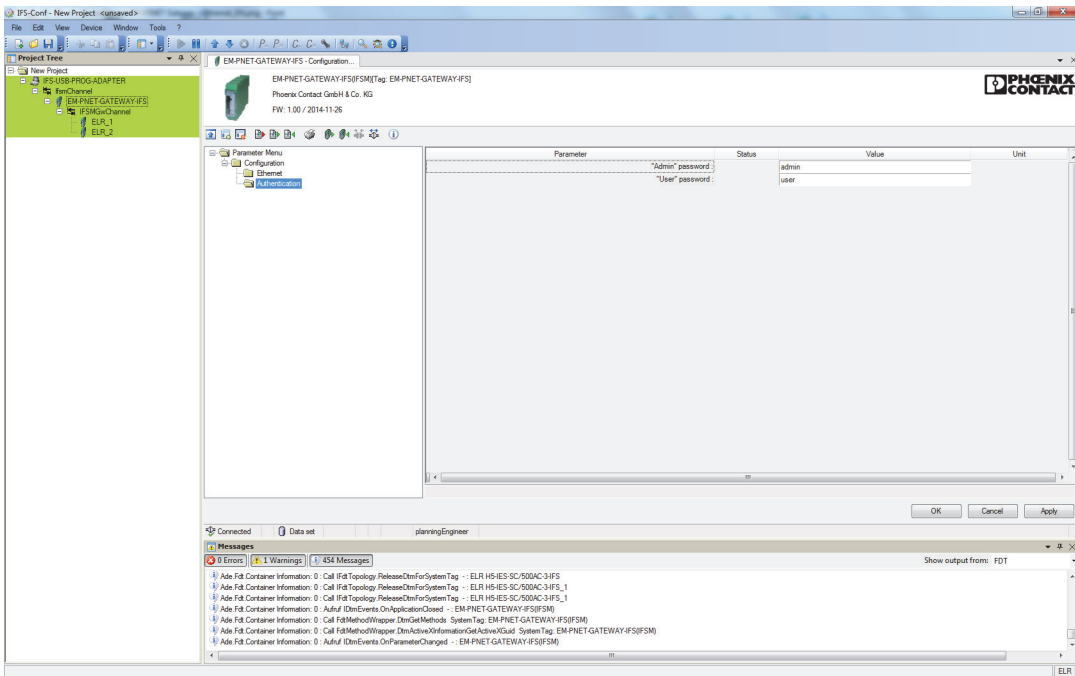 IFS-Conf - New Project <unsaved>
File Edit View Device Window Tools ?
Project Tree
New Project
IFS-USB-PROG-ADAPTER
IfsmChannel
EM-PNET-GATEWAY-IFS
IFSMGwChannel
ELR_1
ELR_2
EM-PNET-GATEWAY-IFS - Configuration...
EM-PNET-GATEWAY-IFS(IFSM)[Tag: EM-PNET-GATEWAY-IFS]
Phoenix Contact GmbH & Co. KG
FW: 1.00 / 2014-11-26
PHŒNIX
CONTACT
Parameter Menu
Configuration
Ethernet
Authentication
Parameter Status Value Unit
"Admin" password : admin
"User" password : user
OK Cancel Apply
Connected Data set planningEngineer
Messages
0 Errors 1 Warnings 454 Messages Show output from: FDT
Ade.Fdt.Container Information: 0 : Call IFdtTopology.ReleaseDtmForSystemTag - : ELR H5-IES-SC/500AC-3-IFS
Ade.Fdt.Container Information: 0 : Call IFdtTopology.ReleaseDtmForSystemTag - : ELR H5-IES-SC/500AC-3-IFS_1
Ade.Fdt.Container Information: 0 : Call IFdtTopology.ReleaseDtmForSystemTag - : ELR H5-IES-SC/500AC-3-IFS_1
Ade.Fdt.Container Information: 0 : Aufruf IDtmEvents.OnApplicationClosed - : EM-PNET-GATEWAY-IFS(IFSM)
Ade.Fdt.Container Information: 0 : Call FdtMethodWrapper.DtmGetMethods SystemTag: EM-PNET-GATEWAY-IFS(IFSM)
Ade.Fdt.Container Information: 0 : Call FdtMethodWrapper.DtmActiveXInformationGetActiveXGuid SystemTag: EM-PNET-GATEWAY-IFS(IFSM)
Ade.Fdt.Container Information: 0 : Aufruf IDtmEvents.OnParameterChanged - : EM-PNET-GATEWAY-IFS(IFSM)
ELR